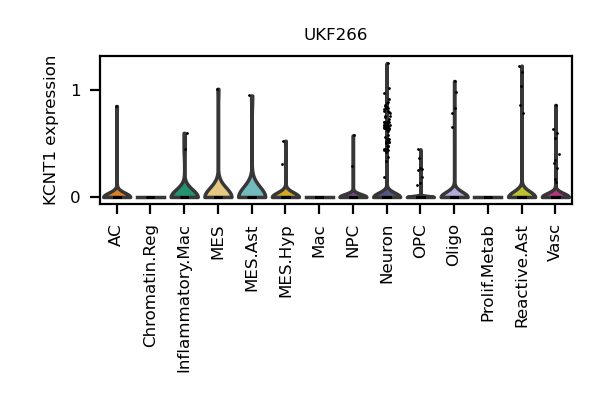 UKF266
KCNT1 expression
1
0
AC
Chromatin.Reg
Inflammatory.Mac
MES
MES.Ast
MES.Hyp
Mac
NPC
Neuron
OPC
Oligo
Prolif.Metab
Reactive.Ast
Vasc